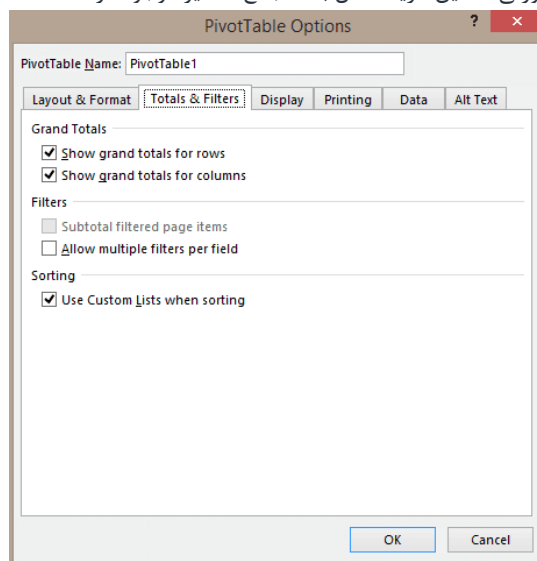 PivotTable Options
?
PivotTable Name: PivotTable1
Layout & Format Totals & Filters Display Printing Data Alt Text
Grand Totals
Show grand totals for rows
Show grand totals for columns
Filters
Subtotal filtered page items
Allow multiple filters per field
Sorting
Use Custom Lists when sorting
OK Cancel